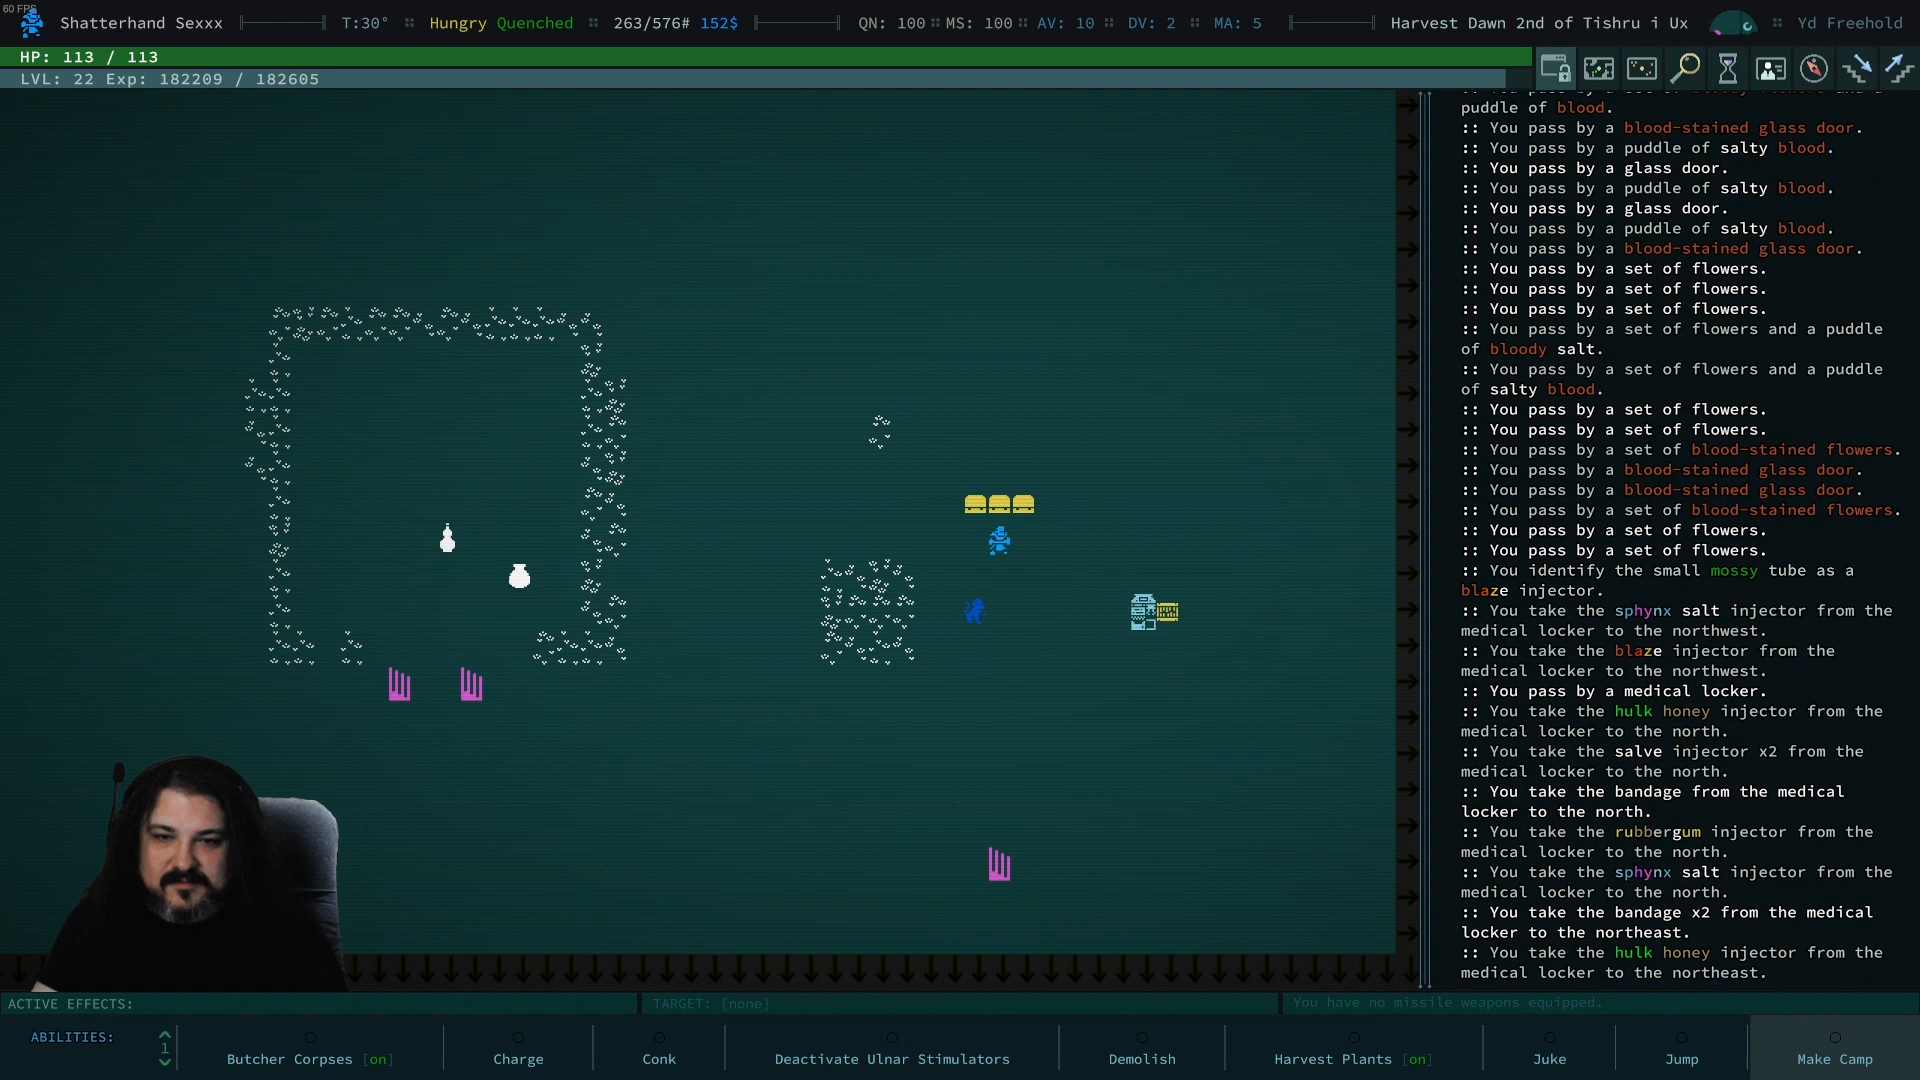 60 FPS
Shatterhand Sexxx T:30° :: Hungry Quenched :: 263/576# 152$ QN: 100 :: MS: 100 :: AV: 10 :: DV: 2 :: MA: 5 Harvest Dawn 2nd of Tishru i Ux :: Yd Freehold
HP: 113 / 113
LVL: 22 Exp: 182209 / 182605
puddle of blood.
:: You pass by a blood-stained glass door.
:: You pass by a puddle of salty blood.
:: You pass by a glass door.
:: You pass by a puddle of salty blood.
:: You pass by a glass door.
:: You pass by a puddle of salty blood.
:: You pass by a blood-stained glass door.
:: You pass by a set of flowers.
:: You pass by a set of flowers.
:: You pass by a set of flowers.
:: You pass by a set of flowers and a puddle
of bloody salt.
:: You pass by a set of flowers and a puddle
of salty blood.
:: You pass by a set of flowers.
:: You pass by a set of flowers.
:: You pass by a set of blood-stained flowers.
:: You pass by a blood-stained glass door.
:: You pass by a blood-stained glass door.
:: You pass by a set of blood-stained flowers.
:: You pass by a set of flowers.
:: You pass by a set of flowers.
:: You identify the small mossy tube as a
blaze injector.
:: You take the sphynx salt injector from the
medical locker to the northwest.
:: You take the blaze injector from the
medical locker to the northwest.
:: You pass by a medical locker.
:: You take the hulk honey injector from the
medical locker to the north.
:: You take the salve injector x2 from the
medical locker to the north.
:: You take the bandage from the medical
locker to the north.
:: You take the rubbergum injector from the
medical locker to the north.
:: You take the sphynx salt injector from the
medical locker to the north.
:: You take the bandage x2 from the medical
locker to the northeast.
:: You take the hulk honey injector from the
medical locker to the northeast.
ACTIVE EFFECTS: TARGET: [none] You have no missile weapons equipped.
ABILITIES: 1 Butcher Corpses [on] Charge Conk Deactivate Ulnar Stimulators Demolish Harvest Plants [on] Juke Jump Make Camp